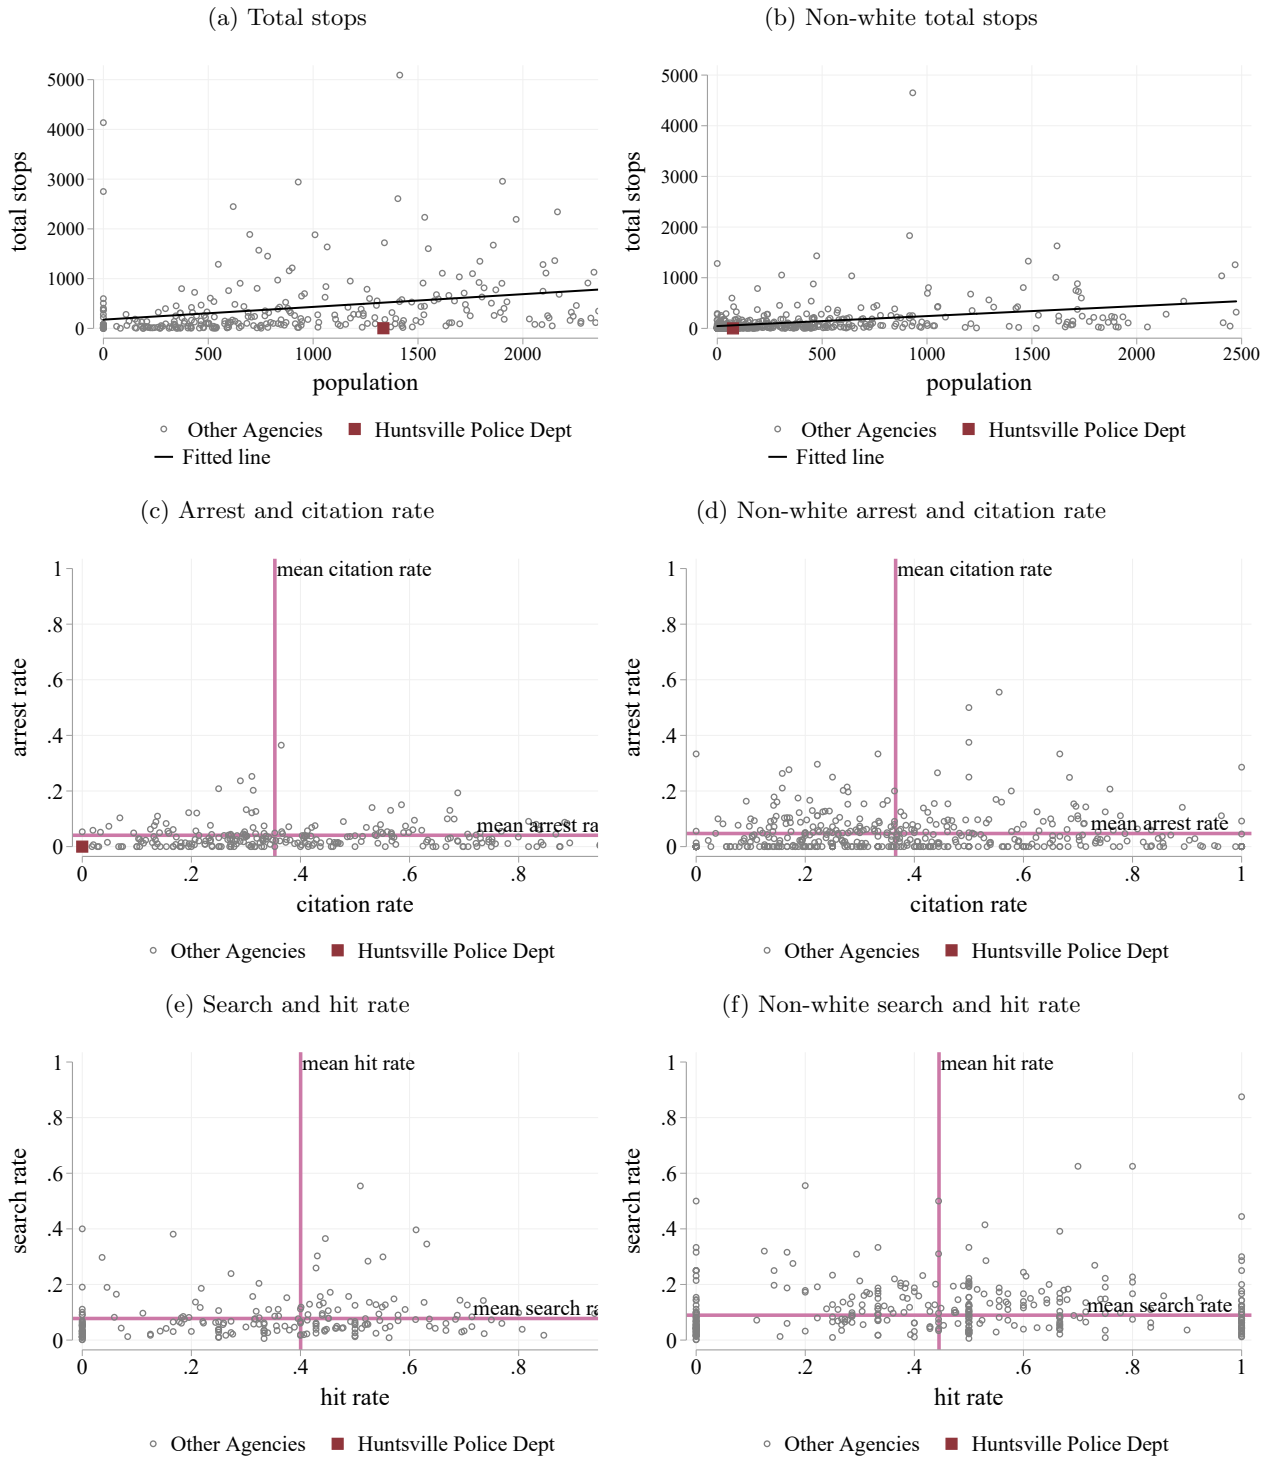 (a) Total stops
(b) Non-white total stops
total stops
5000
4000
3000
2000
1000
0
0 500 1000 1500 2000
population
Other Agencies Huntsville Police Dept
Fitted line
total stops
5000
4000
3000
2000
1000
0
0 500 1000 1500 2000 2500
population
Other Agencies Huntsville Police Dept
Fitted line
(c) Arrest and citation rate
(d) Non-white arrest and citation rate
arrest rate
1
.8
.6
.4
.2
0
mean citation rate
mean arrest ra
0 .2 .4 .6 .8
citation rate
Other Agencies Huntsville Police Dept
arrest rate
1
.8
.6
.4
.2
0
mean citation rate
mean arrest rate
0 .2 .4 .6 .8 1
citation rate
Other Agencies Huntsville Police Dept
(e) Search and hit rate
(f) Non-white search and hit rate
search rate
1
.8
.6
.4
.2
0
mean hit rate
mean search ra
0 .2 .4 .6 .8
hit rate
Other Agencies Huntsville Police Dept
search rate
1
.8
.6
.4
.2
0
mean hit rate
mean search rate
0 .2 .4 .6 .8 1
hit rate
Other Agencies Huntsville Police Dept